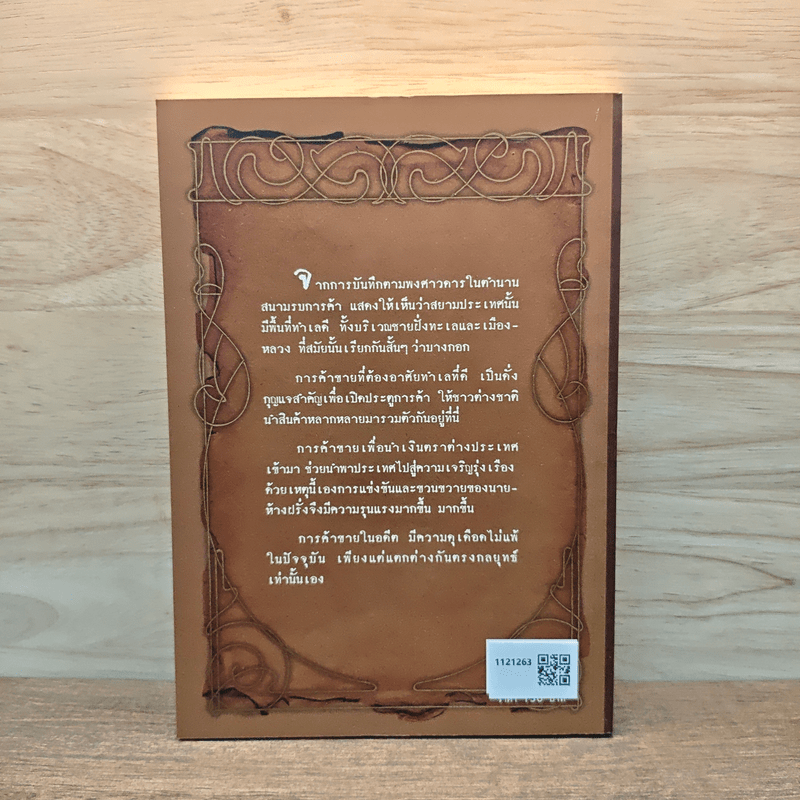 จากการบันทึกตามพงศาวดารในตำนาน
สนามรบการค้า แสดงให้เห็นว่าสยามประเทศนั้น
มีพื้นที่ทำเลดี ทั้งบริเวณชายฝั่งทะเลและเมือง-
หลวง ที่สมัยนั้นเรียกกันสั้นๆ ว่าบางกอก
การค้าขายที่ต้องอาศัยทำเลที่ดี เป็นดั่ง
กุญแจสำคัญเพื่อเปิดประตูการค้า ให้ชาวต่างชาติ
นำสินค้าหลากหลายมารวมตัวกันอยู่ที่นี่
การค้าขายเพื่อนำเงินตราต่างประเทศ
เข้ามา ช่วยนำพาประเทศไปสู่ความเจริญรุ่งเรือง
ด้วยเหตุนี้เองการแข่งขันและขวนขวายของนาย-
ห้างฝรั่งจึงมีความรุนแรงมากขึ้น มากขึ้น
การค้าขายในอดีต มีความดุเดือดไม่แพ้
ในปัจจุบัน เพียงแต่แตกต่างกันตรงกลยุทธ์
เท่านั้นเอง
1121263